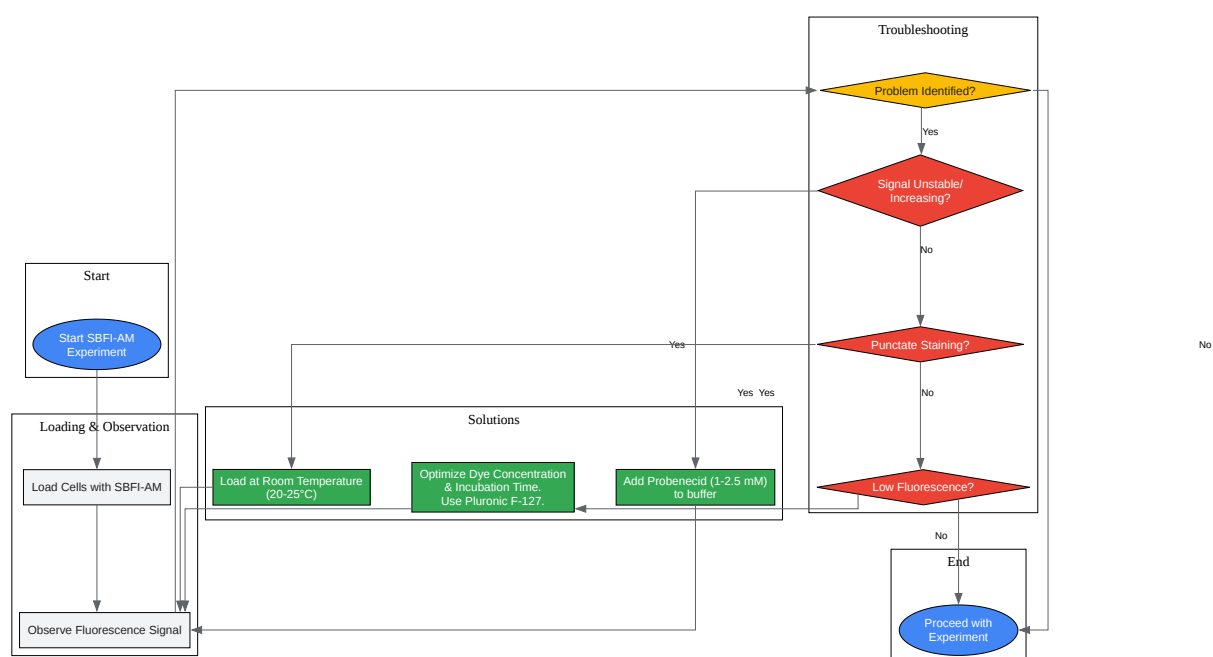 Troubleshooting
Problem Identified?
Yes
Signal Unstable/
Increasing?
No
Start
Start SBFI-AM
Experiment
Yes
Punctate Staining?
No
Yes Yes
No
Loading & Observation
Solutions
Load Cells with SBFI-AM
Load at Room Temperature
(20-25°C)
Optimize Dye Concentration
& Incubation Time.
Use Pluronic F-127.
Add Probenecid (1-2.5 mM)
to buffer
Low Fluorescence?
No
End
Observe Fluorescence Signal
Proceed with
Experiment